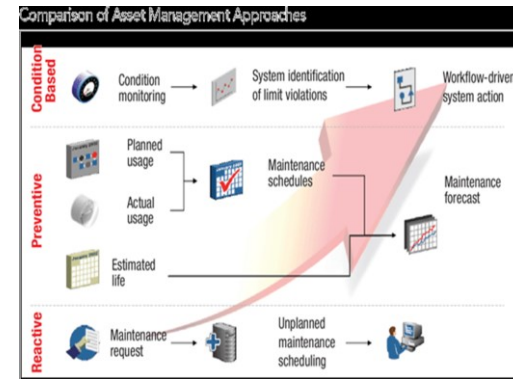 Comparison of Asset Management Approaches
Condition
Based
Condition
monitoring
System identification
of limit violations
Workflow-driven
system action
Preventive
Planned
usage
Actual
usage
Estimated
life
Maintenance
schedules
Maintenance
forecast
Reactive
Maintenance
request
Unplanned
maintenance
scheduling